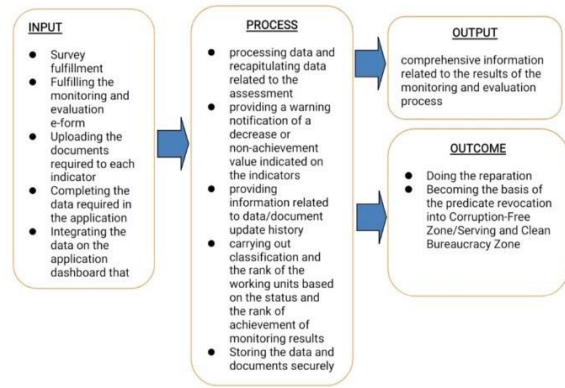 INPUT
● Survey
fulfillment
● Fulfilling the
monitoring and
evaluation
e-form
● Uploading the
documents
required to each
indicator
● Completing the
data required in
the application
● Integrating the
data on the
application
dashboard that
PROCESS
● processing data and
recapitulating data
related to the
assessment
● providing a warning
notification of a
decrease or
non-achievement
value indicated on
the indicators
● providing
information related
to data/document
update history
● carrying out
classification and
the rank of the
working units based
on the status and
the rank of
achievement of
monitoring results
● Storing the data and
documents securely
OUTPUT
comprehensive information
related to the results of the
monitoring and evaluation
process
OUTCOME
● Doing the reparation
● Becoming the basis of
the predicate revocation
into Corruption-Free
Zone/Serving and Clean
Bureaucracy Zone